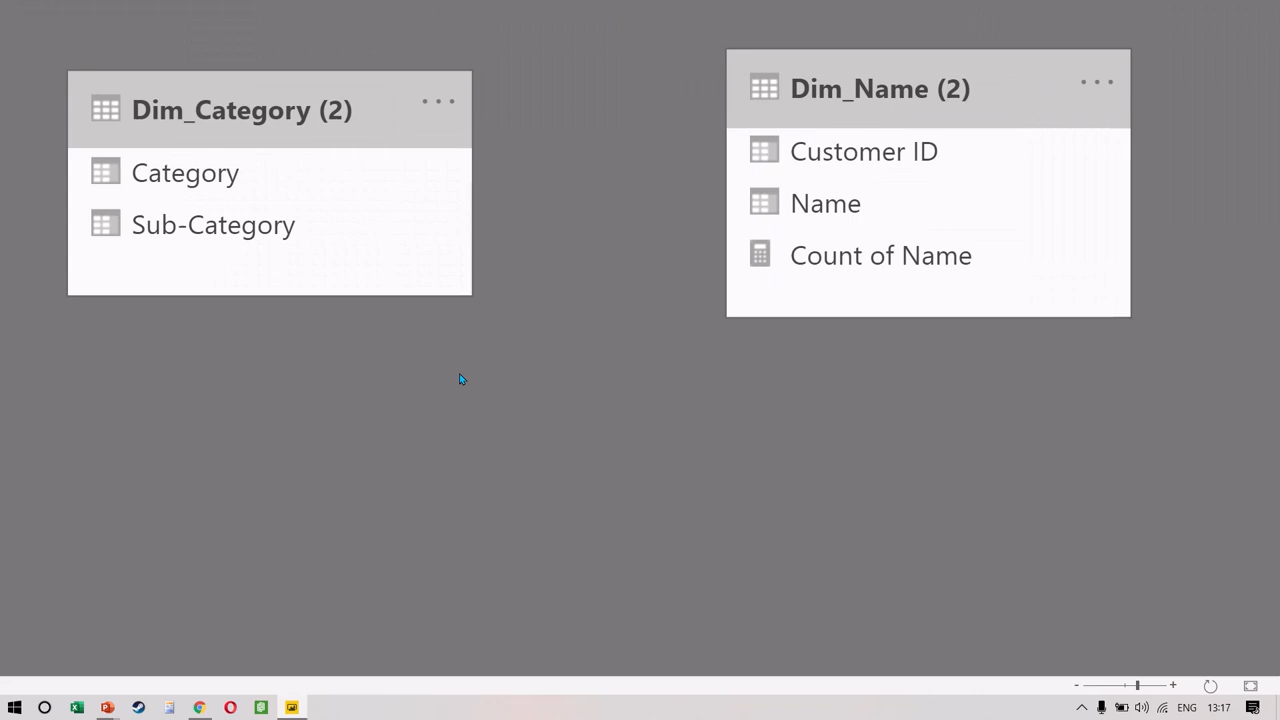 Dim_Category (2)
...
Category
Sub-Category
Dim_Name (2)
...
Customer ID
Name
Count of Name
- +
ENG 13:17